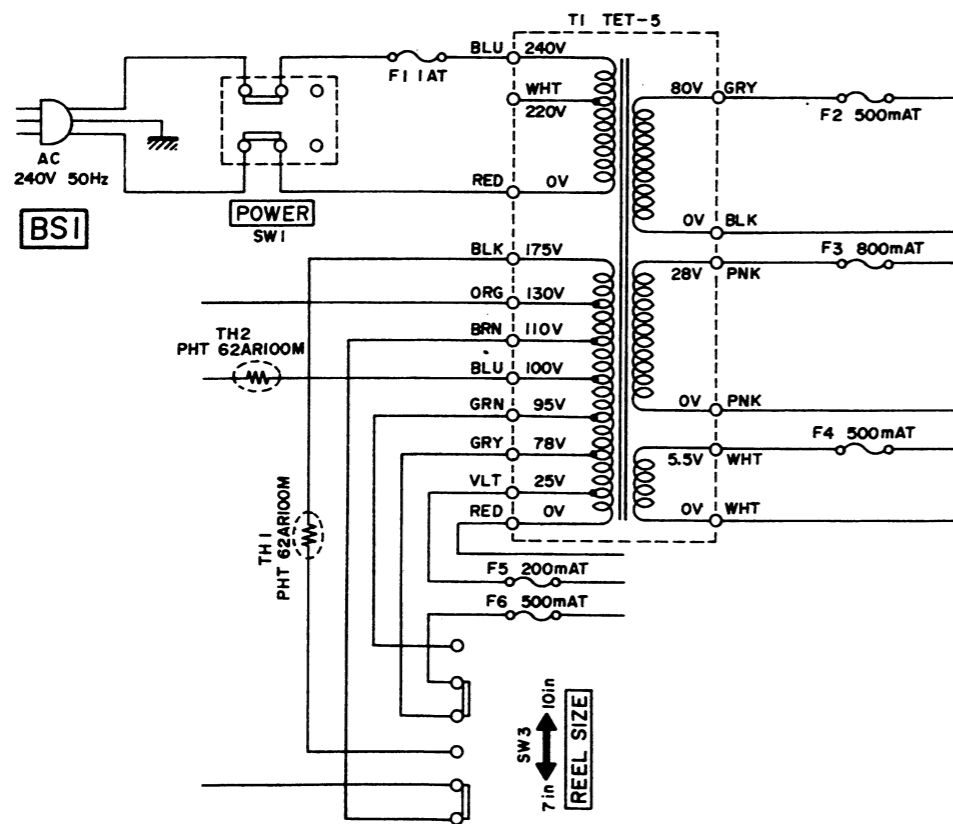 T1 TET-5
BLU 240V
F1 1AT
WHT
220V
80V GRY
F2 500mAT
AC
240V 50Hz
RED 0V
0V BLK
BS1
POWER
SW1
F3 800mAT
BLK 175V
28V PNK
ORG 130V
TH2
PHT 62AR100M
BRN 110V
BLU 100V
0V PNK
GRN 95V
F4 500mAT
GRY 78V
5.5V WHT
VLT 25V
RED 0V
0V WHT
TH1
PHT 62AR100M
F5 200mAT
F6 500mAT
SW3
7in 10in
REEL SIZE